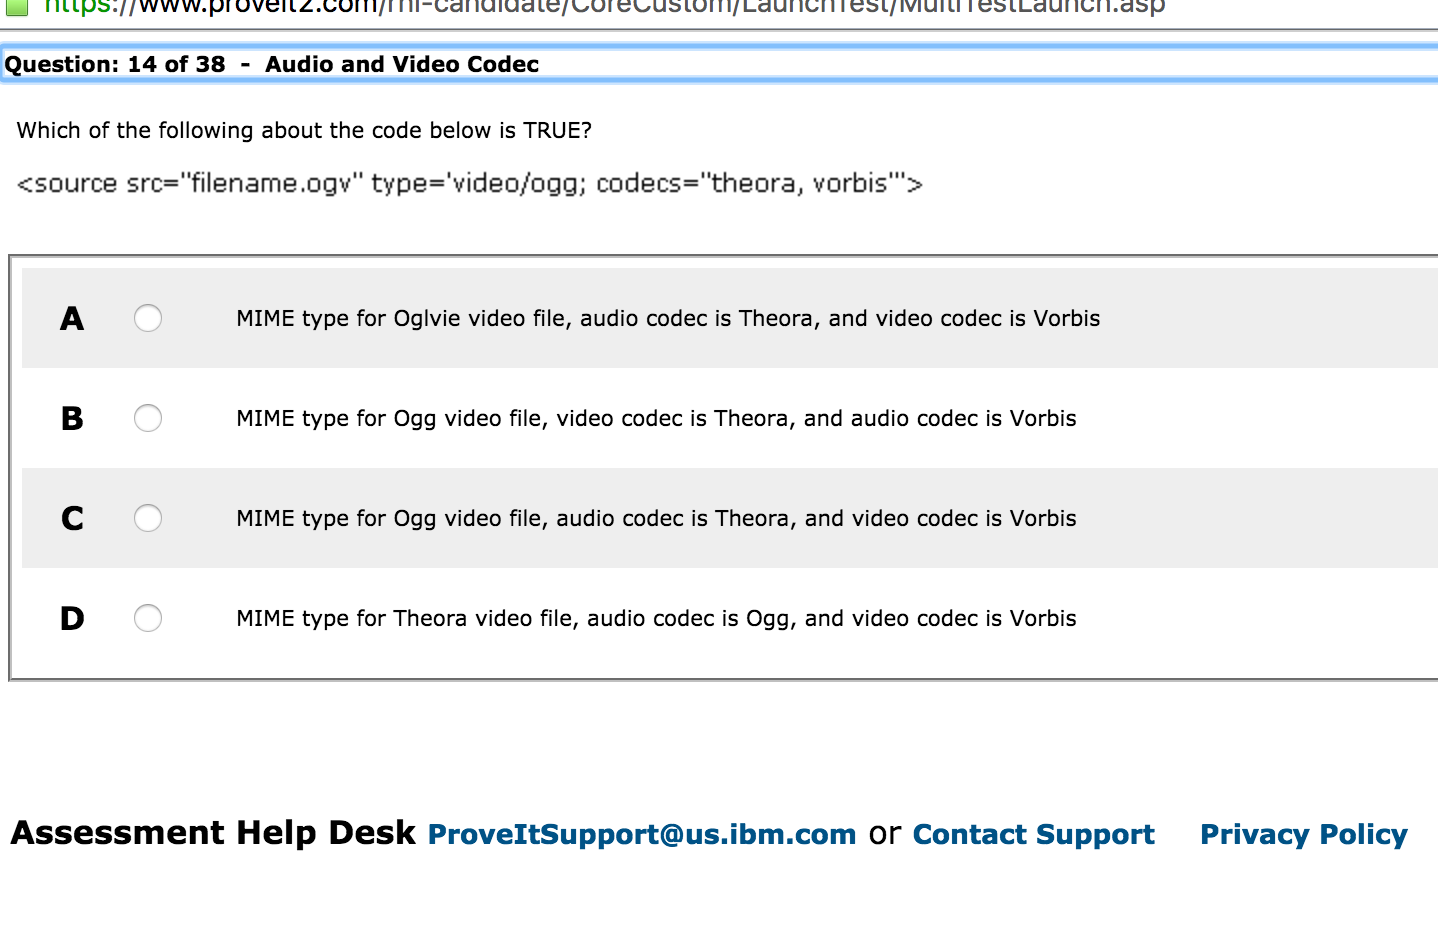 https://www.proveit2.com/rhi-candidate/CoreCustom/LaunchTest/MultiTestLaunch.asp
Question: 14 of 38 - Audio and Video Codec
Which of the following about the code below is TRUE?
<source src="filename.ogv" type='video/ogg; codecs="theora, vorbis"'>
A MIME type for Oglvie video file, audio codec is Theora, and video codec is Vorbis
B MIME type for Ogg video file, video codec is Theora, and audio codec is Vorbis
C MIME type for Ogg video file, audio codec is Theora, and video codec is Vorbis
D MIME type for Theora video file, audio codec is Ogg, and video codec is Vorbis
Assessment Help Desk ProveItSupport@us.ibm.com or Contact Support Privacy Policy